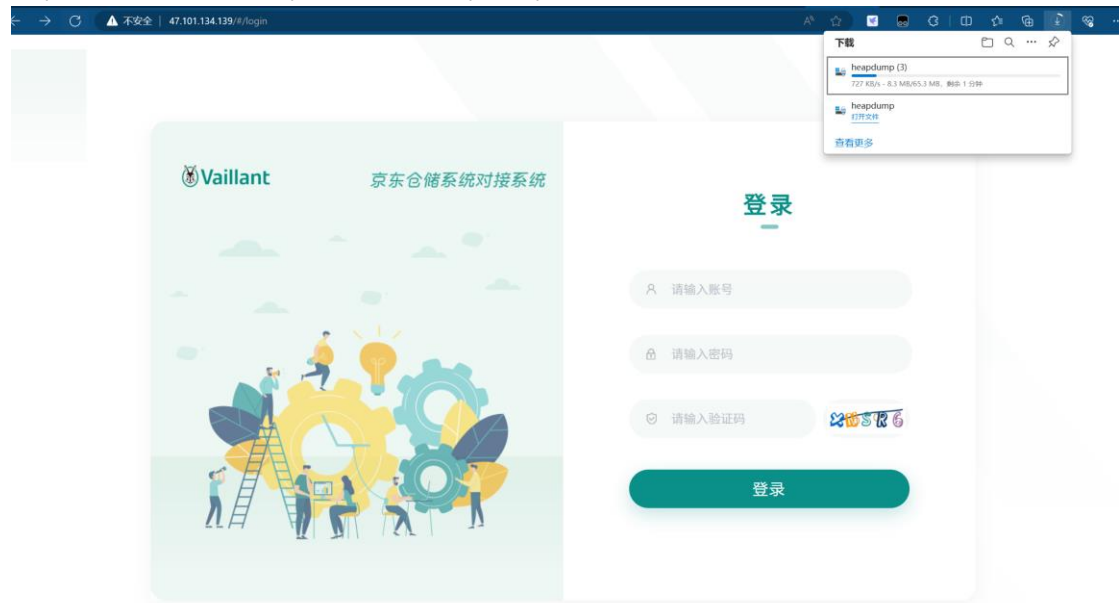 不安全 | 47.101.134.139/#/login
下载
heapdump (3)
727 KB/s - 8.3 MB/65.3 MB, 剩余 1 分钟
heapdump
打开文件
查看更多
Vaillant
京东仓储系统对接系统
登录
请输入账号
请输入密码
请输入验证码
登录